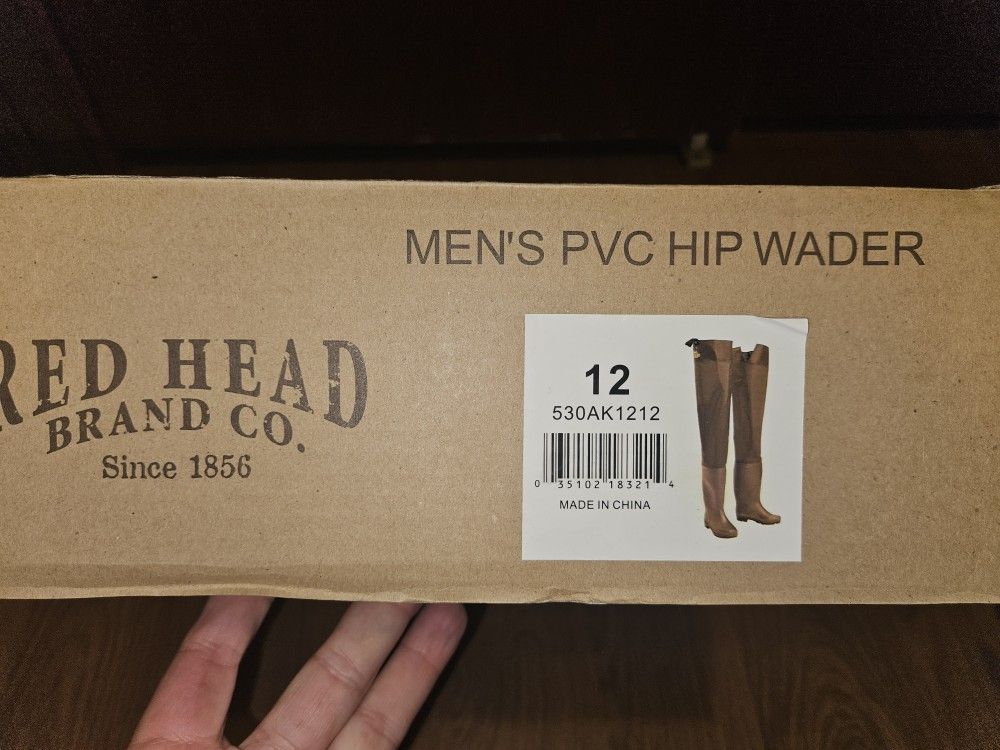 MEN'S PVC HIP WADER
RED HEAD
BRAND CO.
Since 1856
12
530AK1212
0 35102 18321 4
MADE IN CHINA